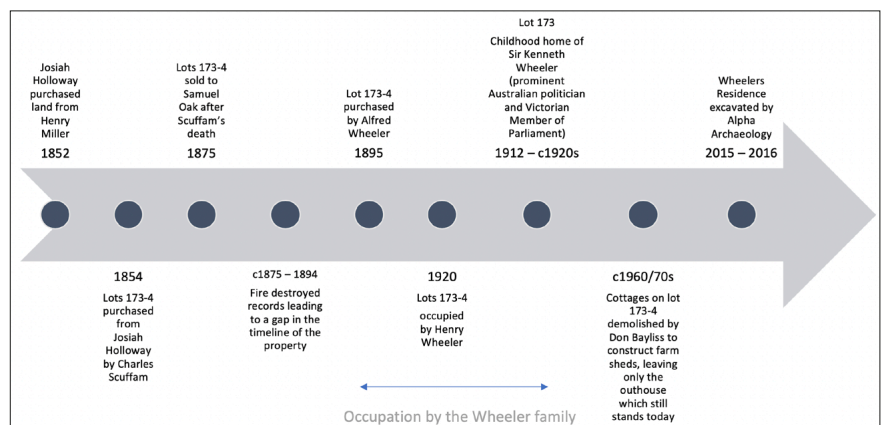 Josiah
Holloway
purchased
land from
Henry
Miller
1852
1854
Lots 173-4
purchased
from
Josiah
Holloway
by Charles
Scuffam
Lots 173-4
sold to
Samuel
Oak after
Scuffam's
death
1875
c1875 – 1894
Fire destroyed
records leading
to a gap in the
timeline of the
property
Lot 173-4
purchased
by Alfred
Wheeler
1895
1920
Lots 173-4
occupied
by Henry
Wheeler
Lot 173
Childhood home of
Sir Kenneth
Wheeler
(prominent
Australian politician
and Victorian
Member of
Parliament)
1912 – c1920s
c1960/70s
Cottages on lot
173-4
demolished by
Don Bayliss to
construct farm
sheds, leaving
only the
outhouse
which still
stands today
Wheelers
Residence
excavated by
Alpha
Archaeology
2015 – 2016
Occupation by the Wheeler family